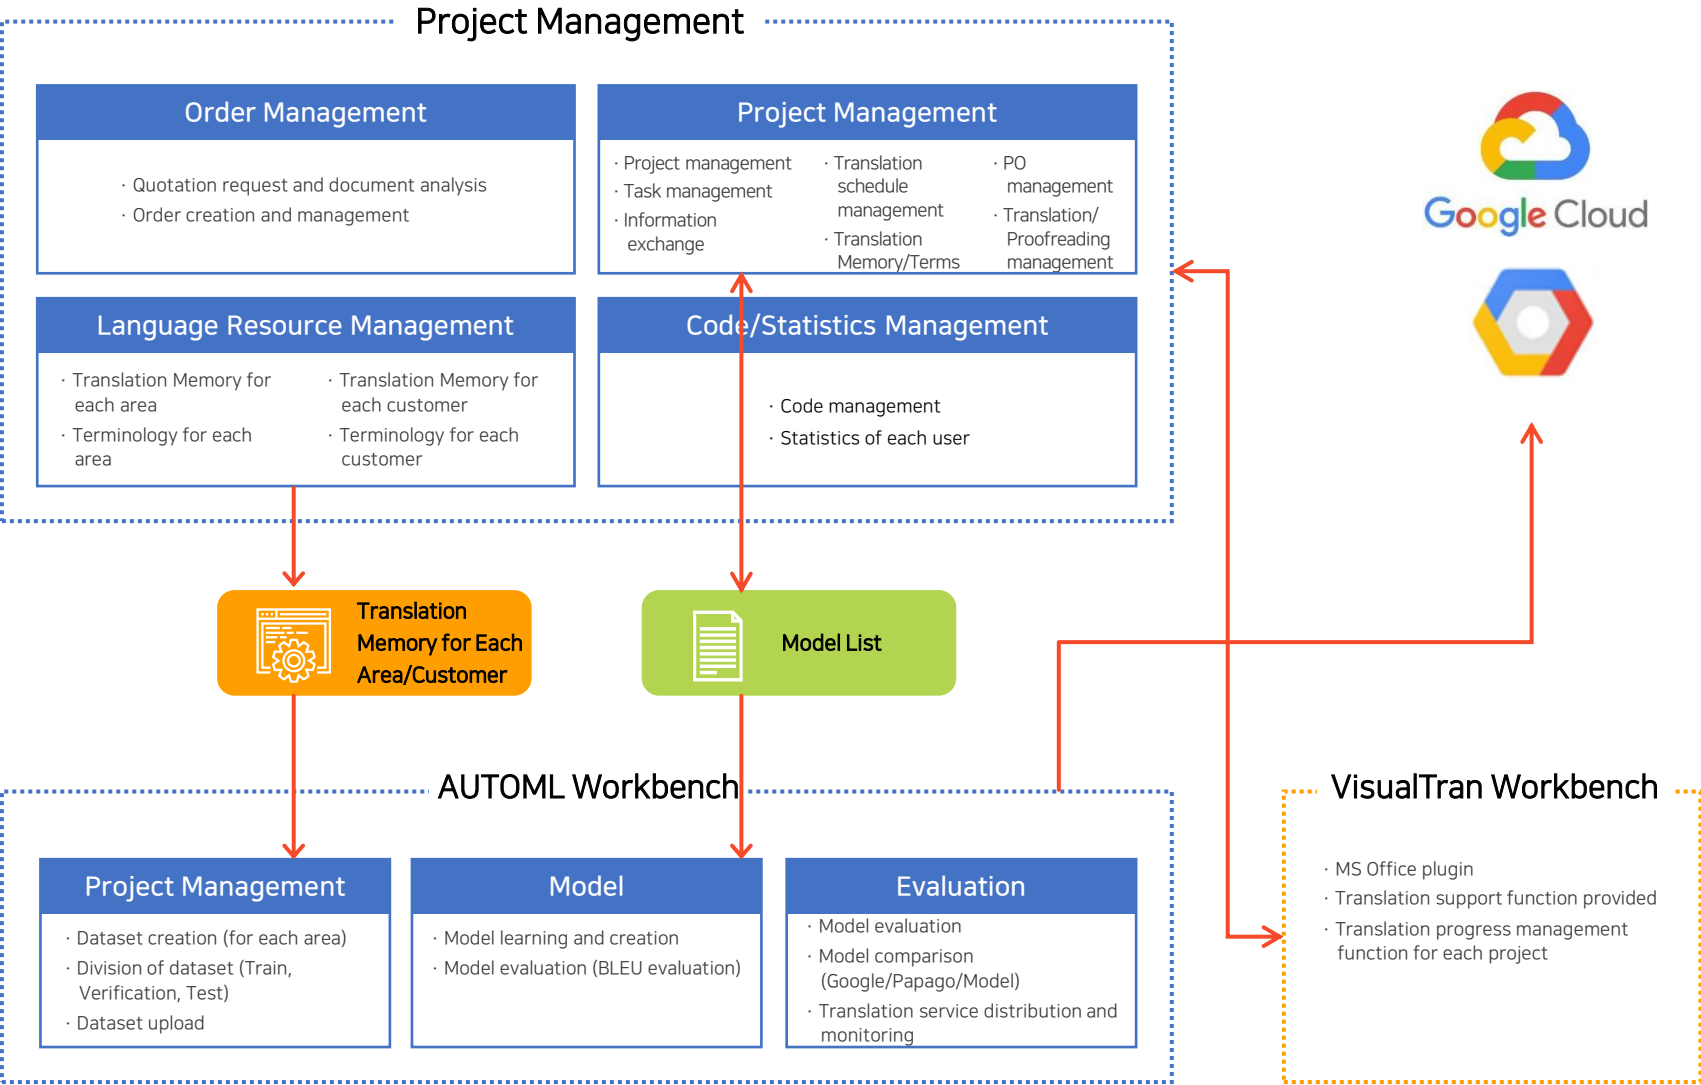 Project Management
Order Management
· Quotation request and document analysis
· Order creation and management
Project Management
· Project management
· Task management
· Information
exchange
· Translation
schedule
management
· Translation
Memory/Terms
· PO
management
· Translation/
Proofreading
management
Google Cloud
Language Resource Management
· Translation Memory for
each area
· Terminology for each
area
· Translation Memory for
each customer
· Terminology for each
customer
Code/Statistics Management
· Code management
· Statistics of each user
Translation
Memory for Each
Area/Customer
Model List
AUTOML Workbench
Project Management
· Dataset creation (for each area)
· Division of dataset (Train,
Verification, Test)
· Dataset upload
Model
· Model learning and creation
· Model evaluation (BLEU evaluation)
Evaluation
· Model evaluation
· Model comparison
(Google/Papago/Model)
· Translation service distribution and
monitoring
VisualTran Workbench
· MS Office plugin
· Translation support function provided
· Translation progress management
function for each project